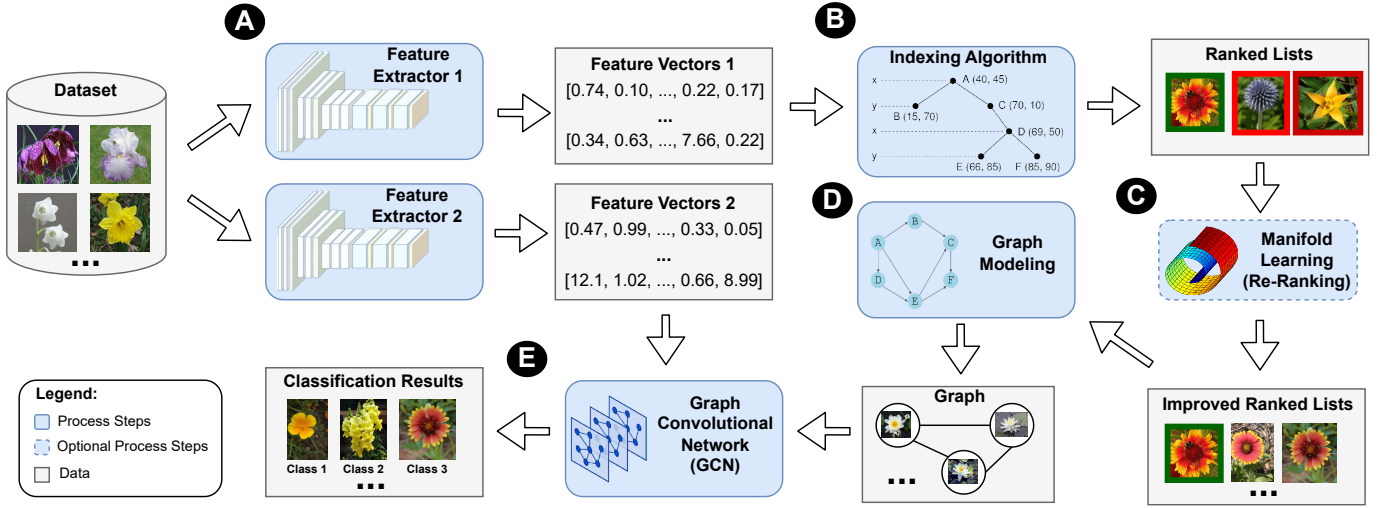 A
B
Dataset
...
Feature
Extractor 1
Feature Vectors 1
[0.74, 0.10, ..., 0.22, 0.17]
...
[0.34, 0.63, ..., 7.66, 0.22]
Indexing Algorithm
x
A (40, 45)
y
B (15, 70)
C (70, 10)
x
D (69, 50)
y
E (66, 85)
F (85, 90)
Ranked Lists
Feature
Extractor 2
Feature Vectors 2
[0.47, 0.99, ..., 0.33, 0.05]
...
[12.1, 1.02, ..., 0.66, 8.99]
D
B
A
C
D
F
E
Graph
Modeling
C
Manifold
Learning
(Re-Ranking)
Legend:
Process Steps
Optional Process Steps
Data
Classification Results
Class 1
Class 2
Class 3
...
E
Graph
Convolutional
Network
(GCN)
Graph
...
Improved Ranked Lists
...